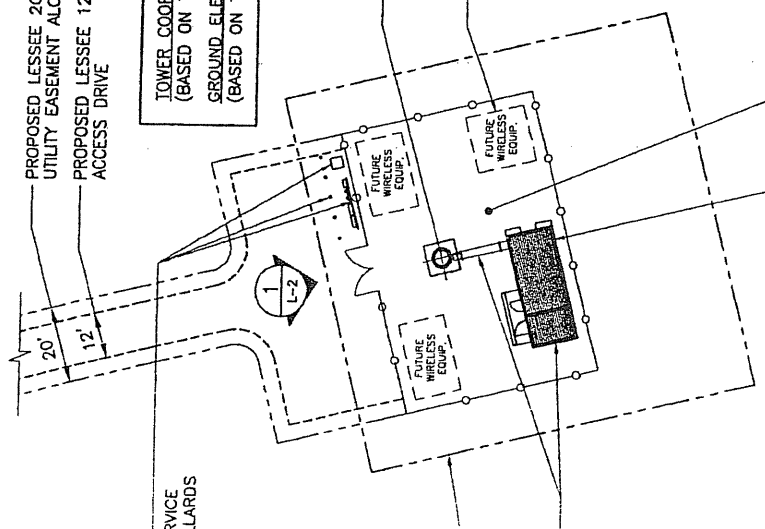 PROPOSED LESSEE 20
UTILITY EASEMENT ALO
PROPOSED LESSEE 12
ACCESS DRIVE
TOWER COOR
(BASED ON
GROUND ELE
(BASED ON
20'
12'
RVICE
LLARDS
1
L-2
FUTURE
WIRELESS
EQUIP.
FUTURE
WIRELESS
EQUIP.
FUTURE
WIRELESS
EQUIP.